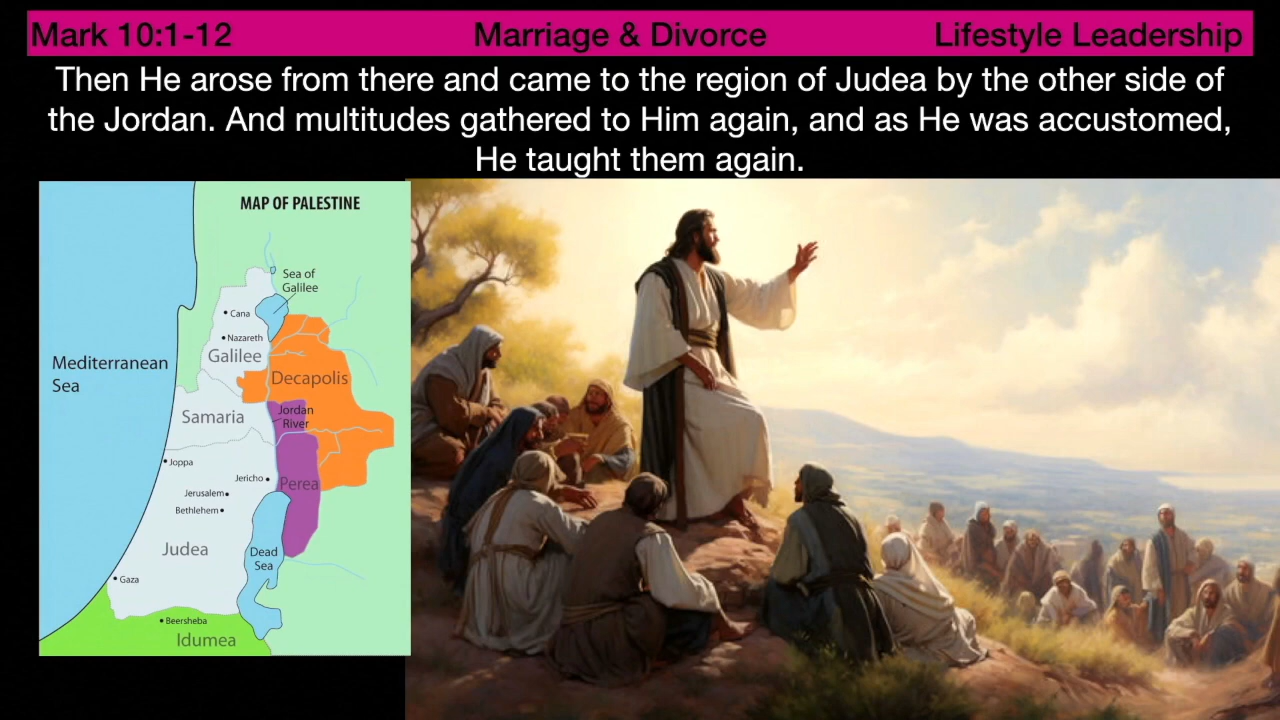 Mark 10:1-12 Marriage & Divorce Lifestyle Leadership
Then He arose from there and came to the region of Judea by the other side of
the Jordan. And multitudes gathered to Him again, and as He was accustomed,
He taught them again.
MAP OF PALESTINE
Sea of
Galilee
Cana
Nazareth
Galilee
Mediterranean
Sea
Decapolis
Samaria
Jordan
River
Joppa
Jericho
Perea
Jerusalem
Bethlehem
Judea
Dead
Sea
Gaza
Beersheba
Idumea